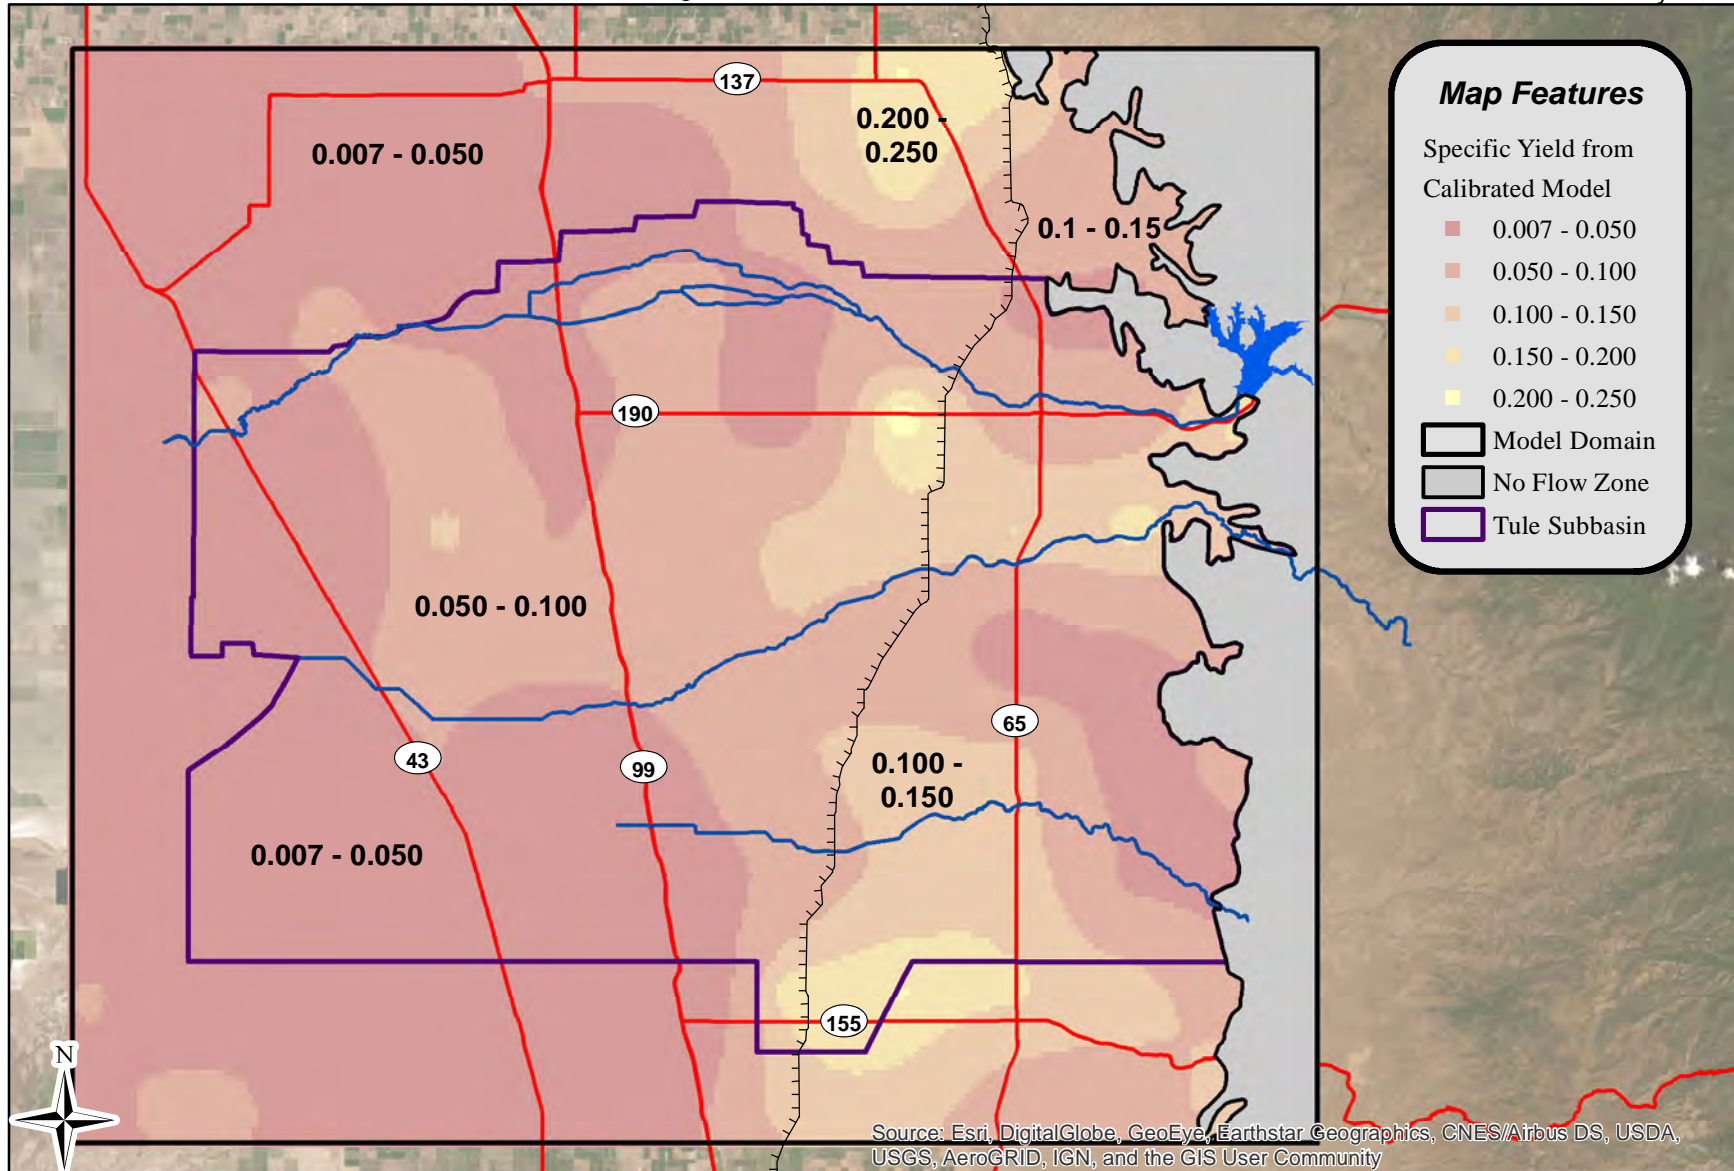 137
0.200 -
0.250
0.007 - 0.050
0.1 - 0.15
190
0.050 - 0.100
65
43
99
0.100 -
0.150
0.007 - 0.050
155
N
Map Features
Specific Yield from
Calibrated Model
0.007 - 0.050
0.050 - 0.100
0.100 - 0.150
0.150 - 0.200
0.200 - 0.250
Model Domain
No Flow Zone
Tule Subbasin
Source: Esri, DigitalGlobe, GeoEye, Earthstar Geographics, CNES/Airbus DS, USDA,
USGS, AeroGRID, IGN, and the GIS User Community